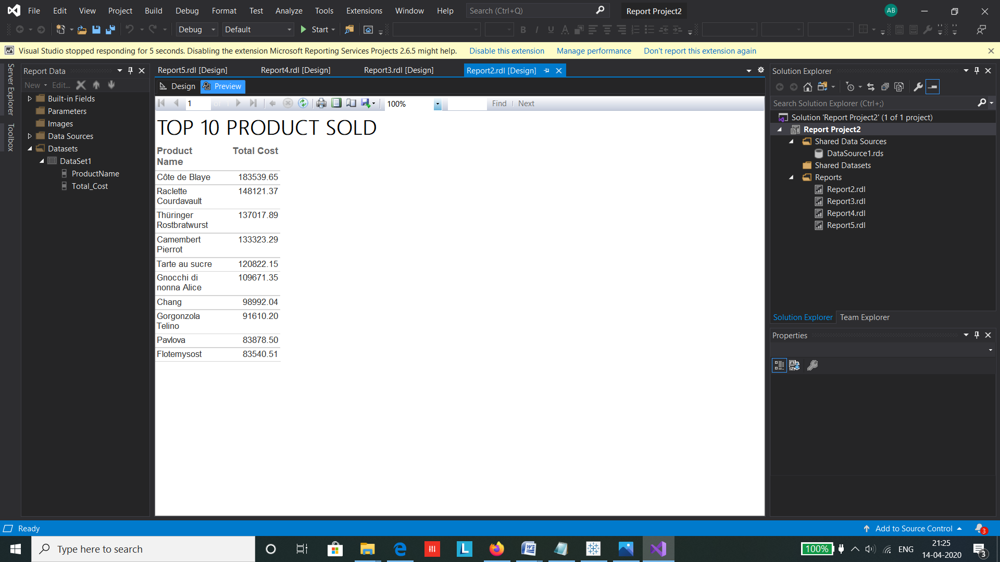 File Edit View Project Build Debug Format Test Analyze Tools Extensions Window Help Search (Ctrl+Q) Report Project2 AB
Debug Default Start
Visual Studio stopped responding for 5 seconds. Disabling the extension Microsoft Reporting Services Projects 2.6.5 might help. Disable this extension Manage performance Don't report this extension again
Server Explorer
Toolbox
Report Data
New Edit...
Built-in Fields
Parameters
Images
Data Sources
Datasets
DataSet1
ProductName
Total_Cost
Report5.rdl [Design] Report4.rdl [Design] Report3.rdl [Design] Report2.rdl [Design]
Design Preview
1 of 1 100% Find Next
TOP 10 PRODUCT SOLD
Product Total Cost
Name
Côte de Blaye 183539.65
Raclette 148121.37
Courdavault
Thüringer 137017.89
Rostbratwurst
Camembert 133323.29
Pierrot
Tarte au sucre 120822.15
Gnocchi di 109671.35
nonna Alice
Chang 98992.04
Gorgonzola 91610.20
Telino
Pavlova 83878.50
Flotemysost 83540.51
Solution Explorer
Search Solution Explorer (Ctrl+;)
Solution 'Report Project2' (1 of 1 project)
Report Project2
Shared Data Sources
DataSource1.rds
Shared Datasets
Reports
Report2.rdl
Report3.rdl
Report4.rdl
Report5.rdl
Solution Explorer Team Explorer
Properties
Ready Add to Source Control 3
Type here to search 100% ENG 21:25
14-04-2020 3